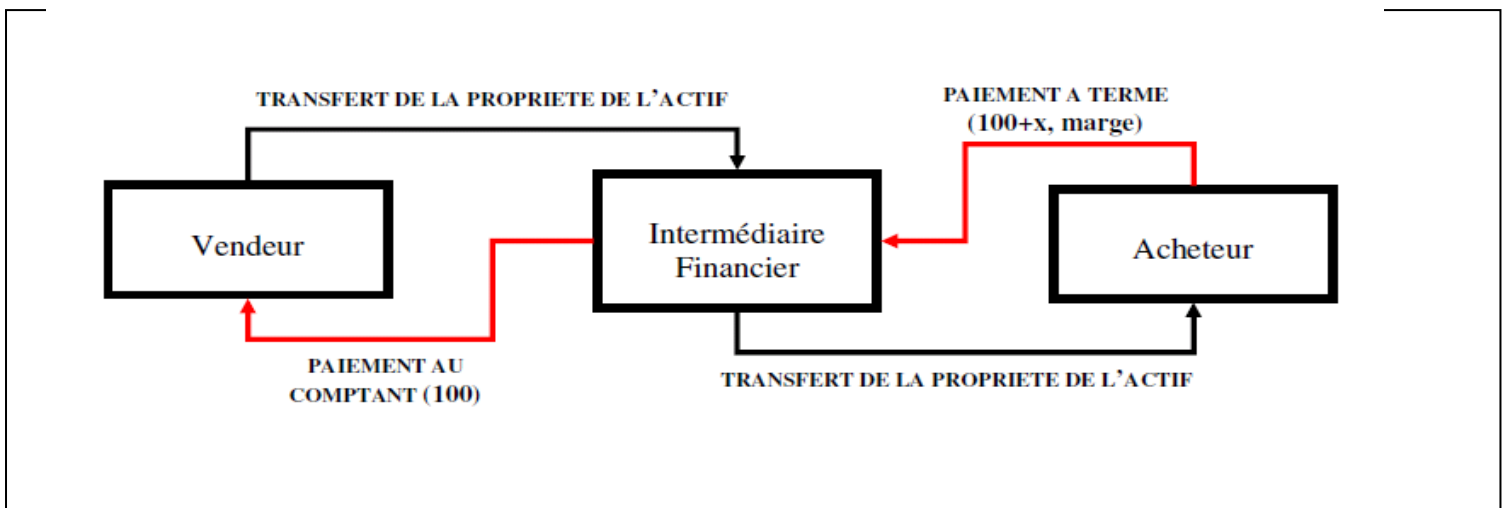 TRANSFERT DE LA PROPRIETE DE L'ACTIF
PAIEMENT A TERME
(100+x, marge)
Vendeur
Intermédiaire
Financier
Acheteur
PAIEMENT AU
COMPTANT (100)
TRANSFERT DE LA PROPRIETE DE L'ACTIF